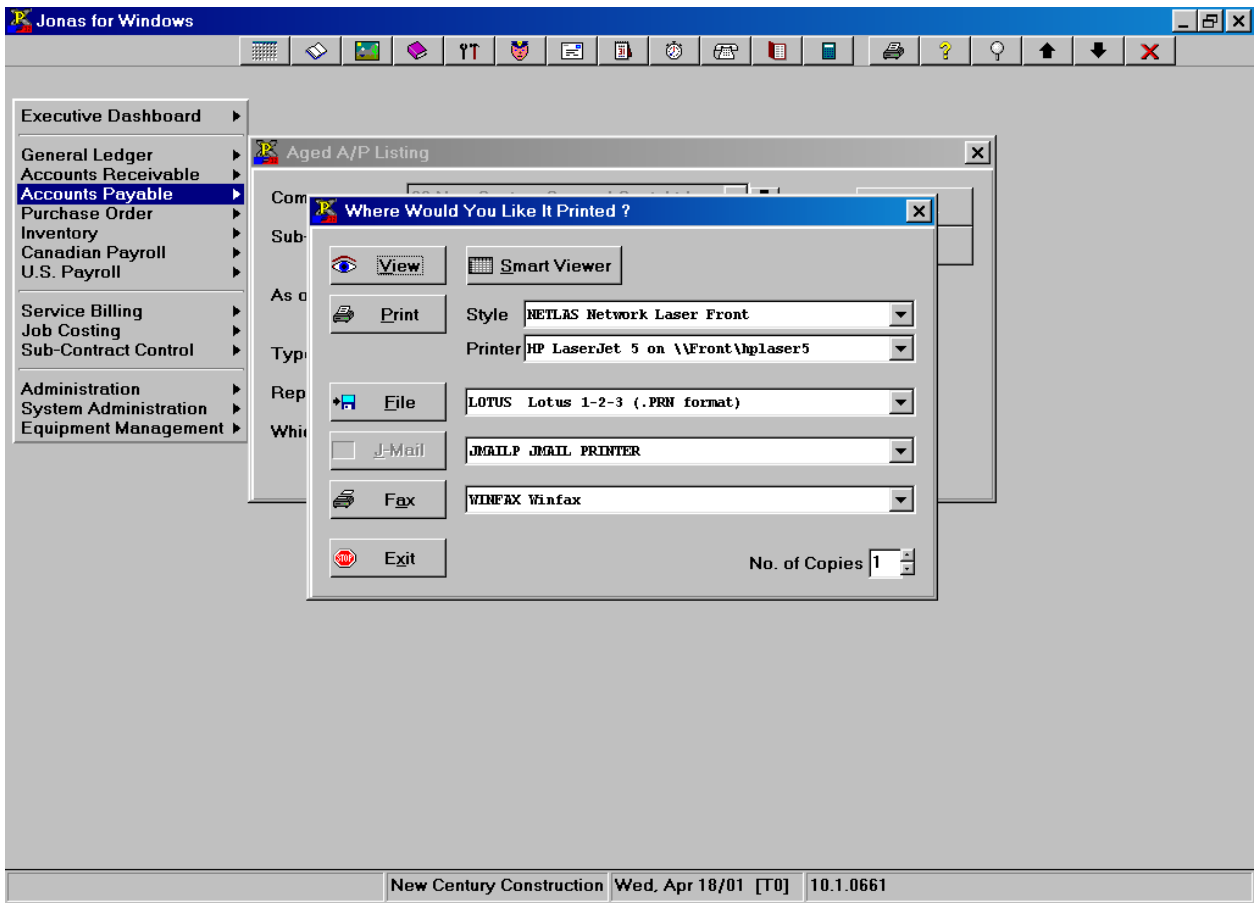 Jonas for Windows
Executive Dashboard
General Ledger
Accounts Receivable
Accounts Payable
Purchase Order
Inventory
Canadian Payroll
U.S. Payroll
Service Billing
Job Costing
Sub-Contract Control
Administration
System Administration
Equipment Management
Aged A/P Listing
Com
Sub-
As o
Typ
Rep
Whi
Where Would You Like It Printed ?
View Smart Viewer
Print Style NETLAS Network Laser Front
Printer HP LaserJet 5 on \\Front\hplaser5
File LOTUS Lotus 1-2-3 (.PRN format)
J-Mail JMAILP JMAIL PRINTER
Fax WINFAX Winfax
Exit No. of Copies 1
New Century Construction Wed, Apr 18/01 [T0] 10.1.0661